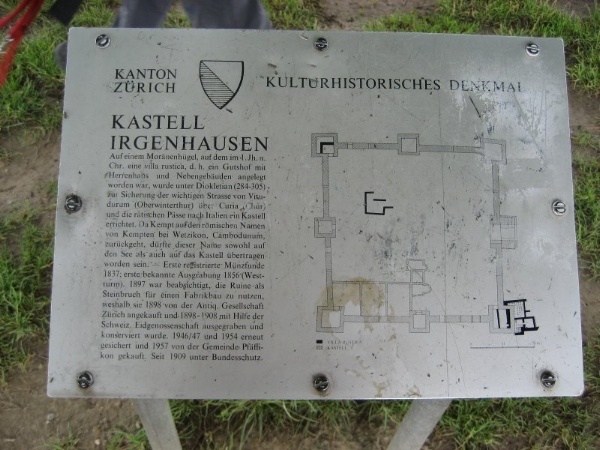 KANTON
ZÜRICH
KULTURHISTORISCHES DENKMAL
KASTELL
IRGENHAUSEN
Auf einem Moränenhügel, auf dem im 1. Jh. n.
Chr. eine villa rustica, d. h. ein Gutshof mit
Herrenhaus und Nebengebäuden angelegt
worden war, wurde unter Diokletian (284-305)
zur Sicherung der wichtigen Strasse von Vitu-
durum (Oberwinterthur) über Curia (Chur)
und die rätischen Pässe nach Italien ein Kastell
errichtet. Da Kempt auf den römischen Namen
von Kempten bei Wetzikon, Cambodunum,
zurückgeht, dürfte dieser Name sowohl auf
den See als auch auf das Kastell übertragen
worden sein. – Erste registrierte Münzfunde
1837; erste bekannte Ausgrabung 1856 (West-
turm). 1897 war beabsichtigt, die Ruine als
Steinbruch für einen Fabrikbau zu nutzen,
weshalb sie 1898 von der Antiq. Gesellschaft
Zürich angekauft und 1898-1908 mit Hilfe der
Schweiz. Eidgenossenschaft ausgegraben und
konserviert wurde. 1946/47 und 1954 erneut
gesichert und 1957 von der Gemeinde Pfäffi-
kon gekauft. Seit 1909 unter Bundesschutz.